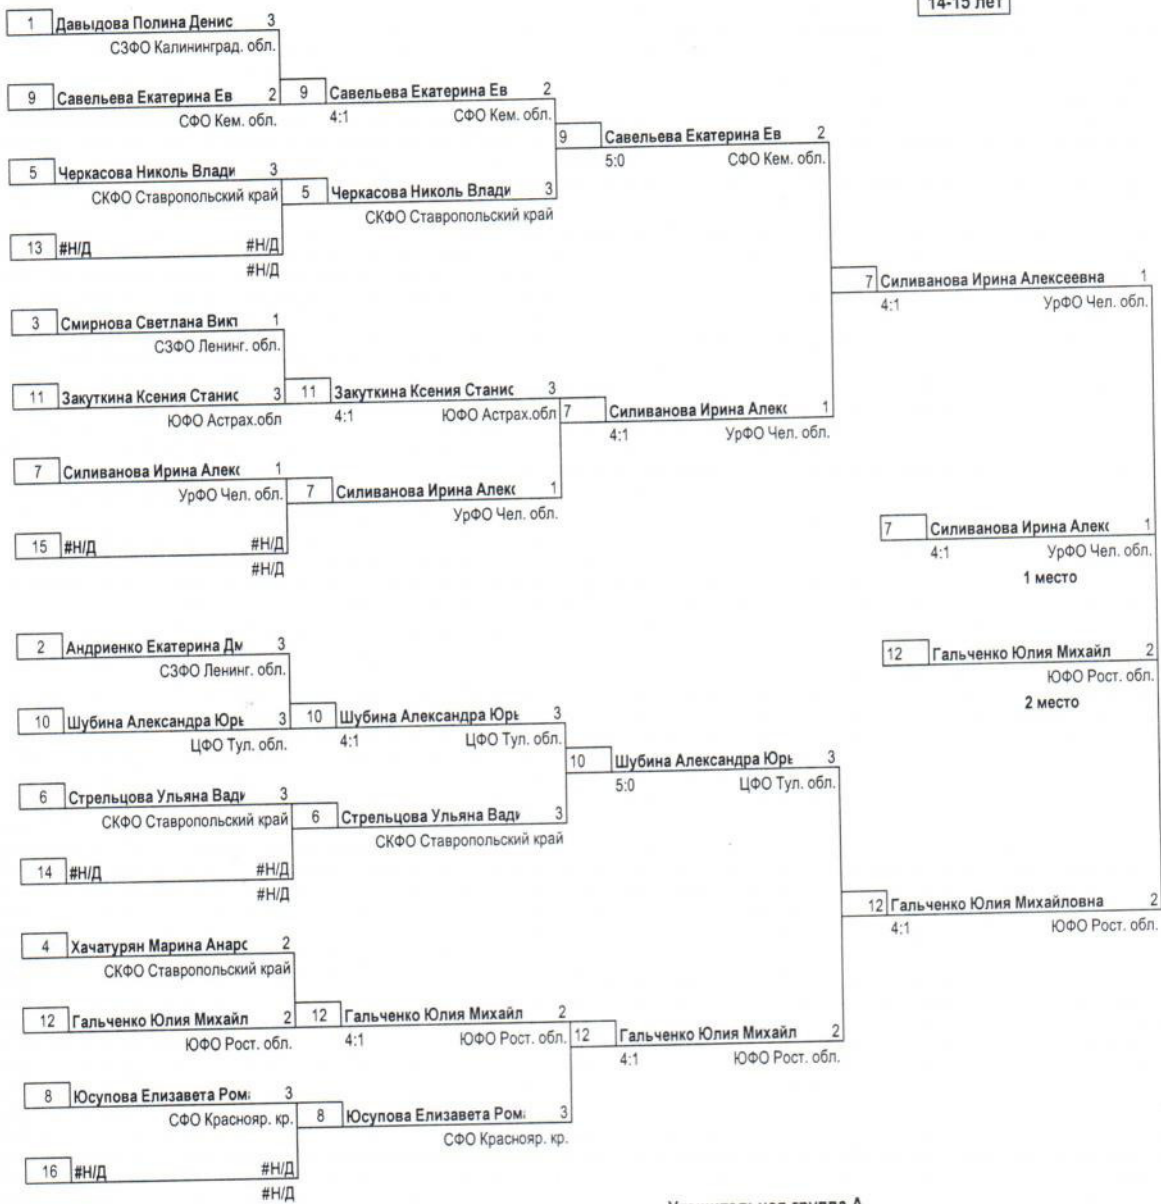 14-15 лет
1 Давыдова Полина Денис 3
СЗФО Калининград. обл.
9 Савельева Екатерина Ев 2
СФО Кем. обл.
9 Савельева Екатерина Ев 2
4:1 СФО Кем. обл.
5 Черкасова Николь Влади 3
СКФО Ставропольский край
5 Черкасова Николь Влади 3
СКФО Ставропольский край
13 #Н/Д #Н/Д
#Н/Д
9 Савельева Екатерина Ев 2
5:0 СФО Кем. обл.
3 Смирнова Светлана Викт 1
СЗФО Ленинг. обл.
11 Закуткина Ксения Станис 3
ЮФО Астрах.обл
11 Закуткина Ксения Станис 3
4:1 ЮФО Астрах.обл
7 Силиванова Ирина Алекс 1
УрФО Чел. обл.
7 Силиванова Ирина Алекс 1
УрФО Чел. обл.
15 #Н/Д #Н/Д
#Н/Д
7 Силиванова Ирина Алекс 1
4:1 УрФО Чел. обл.
7 Силиванова Ирина Алексеевна 1
4:1 УрФО Чел. обл.
7 Силиванова Ирина Алекс 1
4:1 УрФО Чел. обл.
1 место
12 Гальченко Юлия Михайл 2
ЮФО Рост. обл.
2 место
2 Андриенко Екатерина Дм 3
СЗФО Ленинг. обл.
10 Шубина Александра Юрь 3
ЦФО Тул. обл.
10 Шубина Александра Юрь 3
4:1 ЦФО Тул. обл.
6 Стрельцова Ульяна Вади 3
СКФО Ставропольский край
6 Стрельцова Ульяна Вади 3
СКФО Ставропольский край
14 #Н/Д #Н/Д
#Н/Д
10 Шубина Александра Юрь 3
5:0 ЦФО Тул. обл.
4 Хачатурян Марина Анарс 2
СКФО Ставропольский край
12 Гальченко Юлия Михайл 2
ЮФО Рост. обл.
12 Гальченко Юлия Михайл 2
4:1 ЮФО Рост. обл.
8 Юсупова Елизавета Рома 3
СФО Краснояр. кр.
8 Юсупова Елизавета Рома 3
СФО Краснояр. кр.
16 #Н/Д #Н/Д
#Н/Д
12 Гальченко Юлия Михайл 2
4:1 ЮФО Рост. обл.
12 Гальченко Юлия Михайловна 2
4:1 ЮФО Рост. обл.